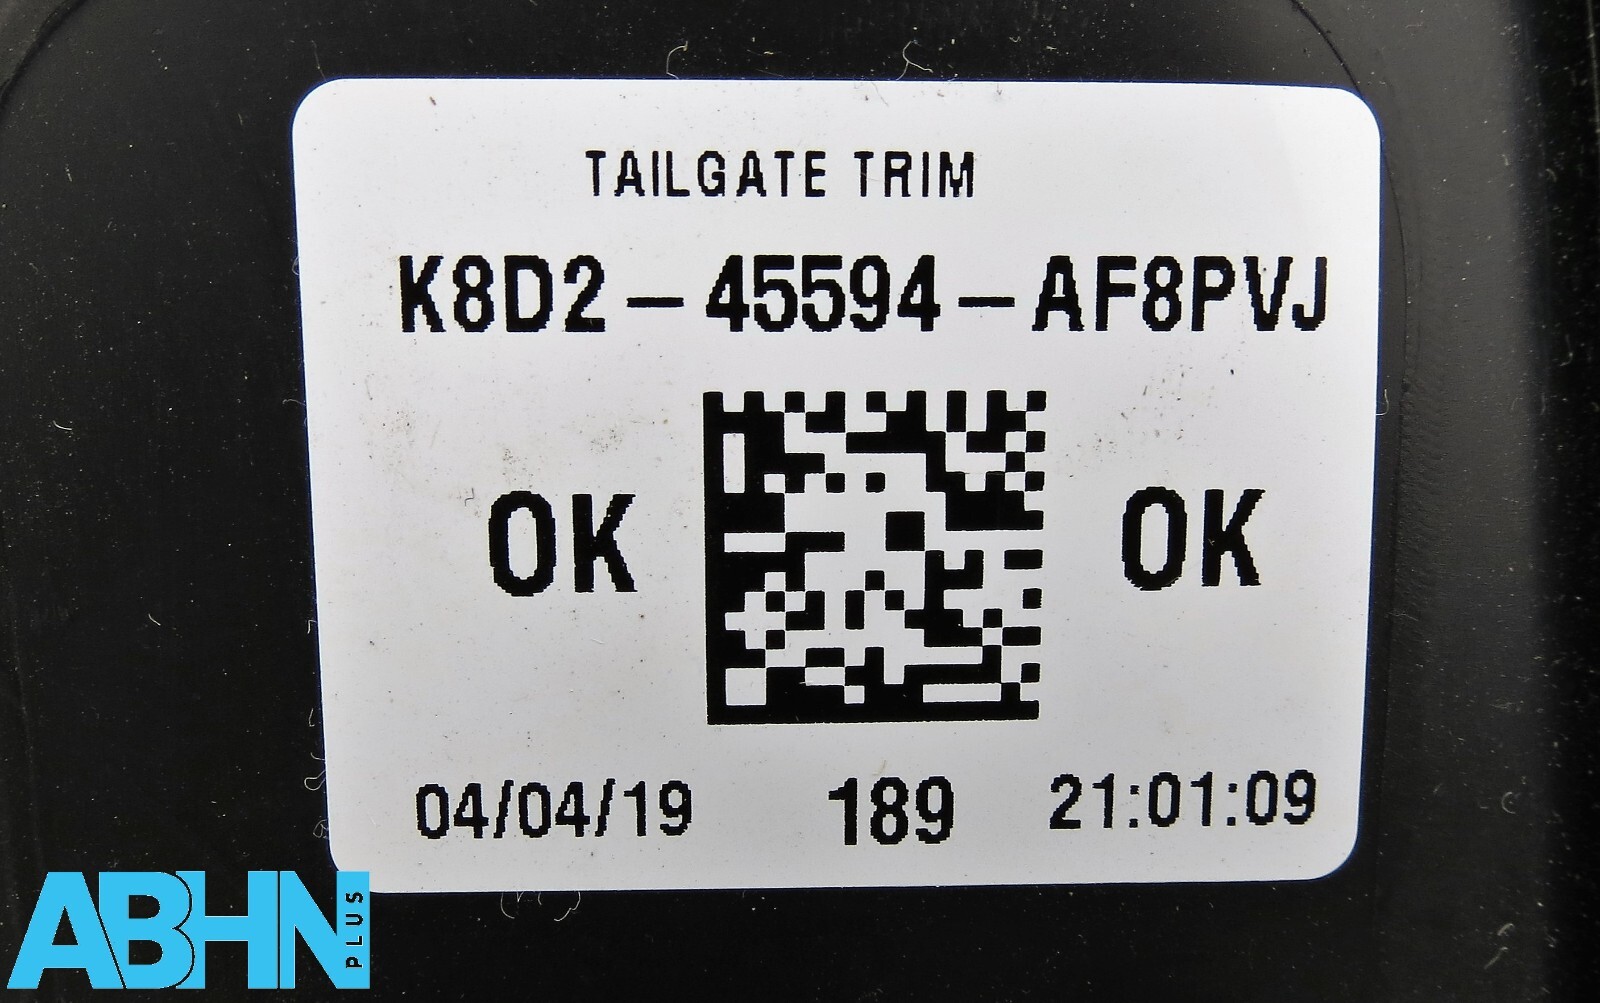 TAILGATE TRIM
K8D2-45594-AF8PVJ
OK OK
04/04/19 189 21:01:09
ABHN PLUS